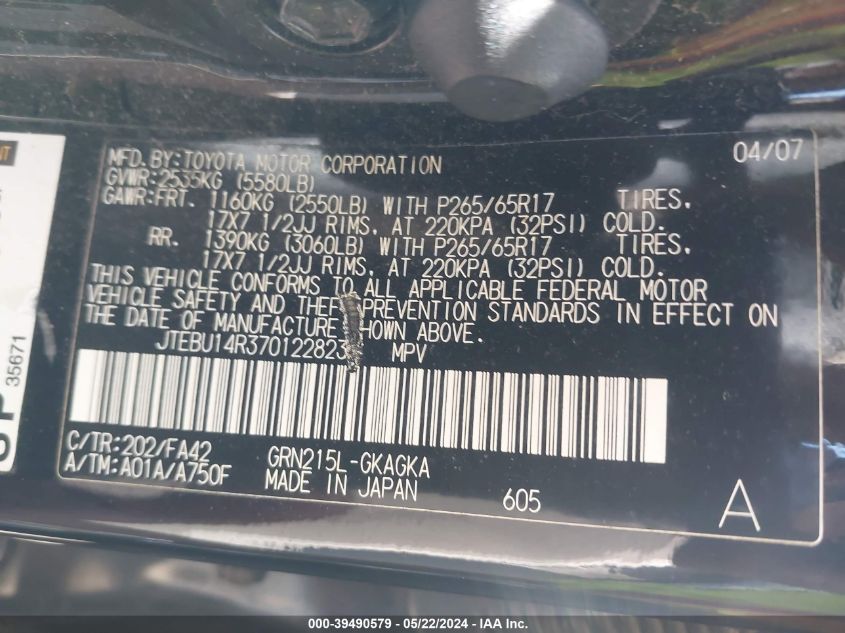 35671
MFD. BY:TOYOTA MOTOR CORPORATION 04/07
GVWR:2535KG (5580LB)
GAWR:FRT. 1160KG (2550LB) WITH P265/65R17 TIRES,
17X7 1/2JJ RIMS, AT 220KPA (32PSI) COLD.
RR. 1390KG (3060LB) WITH P265/65R17 TIRES,
17X7 1/2JJ RIMS, AT 220KPA (32PSI) COLD.
THIS VEHICLE CONFORMS TO ALL APPLICABLE FEDERAL MOTOR
VEHICLE SAFETY AND THEFT PREVENTION STANDARDS IN EFFECT ON
THE DATE OF MANUFACTURE SHOWN ABOVE.
JTEBU14R370122823 MPV
C/TR:202/FA42 GRN215L-GKAGKA
A/TM:A01A/A750F MADE IN JAPAN 605 A
000-39490579 — 05/22/2024 — IAA Inc.